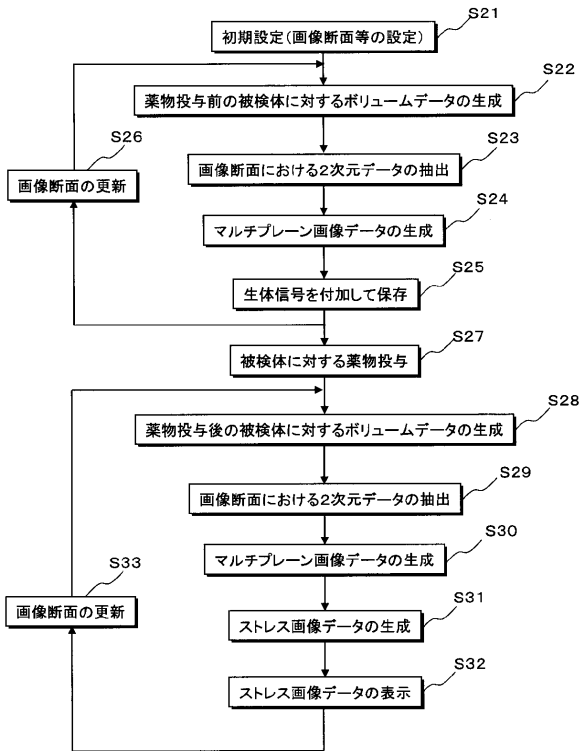 S21
初期設定(画像断面等の設定)
S22
薬物投与前の被検体に対するボリュームデータの生成
S26
画像断面の更新
S23
画像断面における2次元データの抽出
S24
マルチプレーン画像データの生成
S25
生体信号を付加して保存
S27
被検体に対する薬物投与
S28
薬物投与後の被検体に対するボリュームデータの生成
S29
画像断面における2次元データの抽出
S30
マルチプレーン画像データの生成
S33
画像断面の更新
S31
ストレス画像データの生成
S32
ストレス画像データの表示